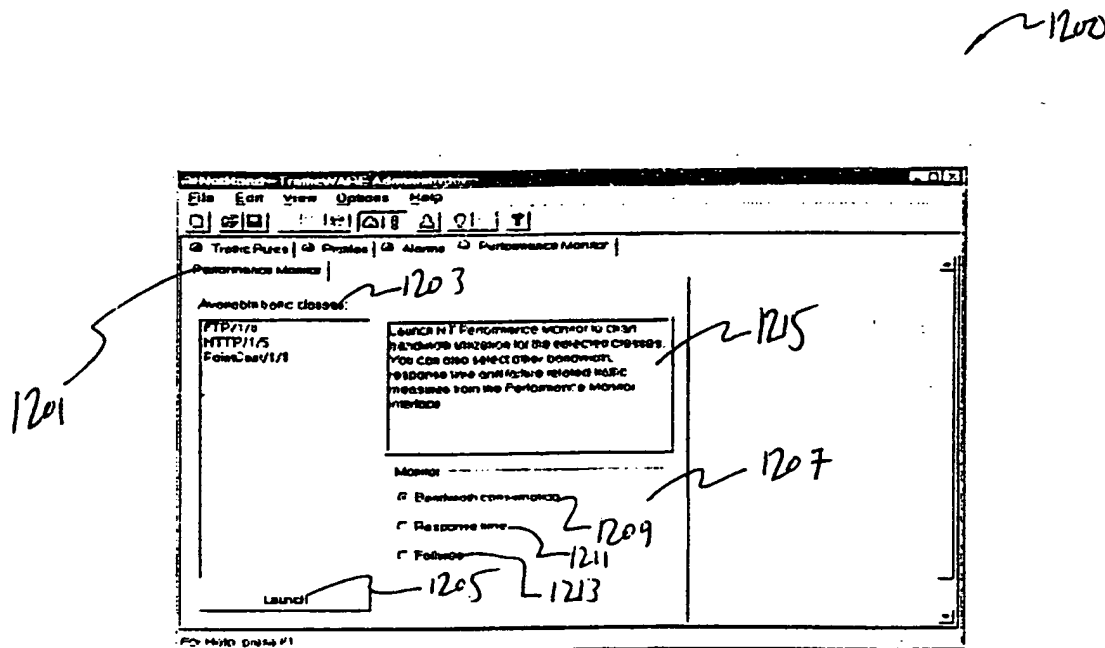 1200
File Edit View Options Help
Traffic Rules Profiles Alarms Performance Monitor
Performance Monitor
1203
Available traffic classes:
FTP/1/8
HTTP/1/5
PointCast/1/8
Launch NT Performance Monitor to chart
bandwidth utilization for the selected classes.
You can also select other bandwidth,
response time and failure related traffic
measures from the Performance Monitor
interface
1215
1201
Monitor
1207
Bandwidth consumption
1209
Response time
1211
Failures
1213
Launch
1205
For Help, press F1